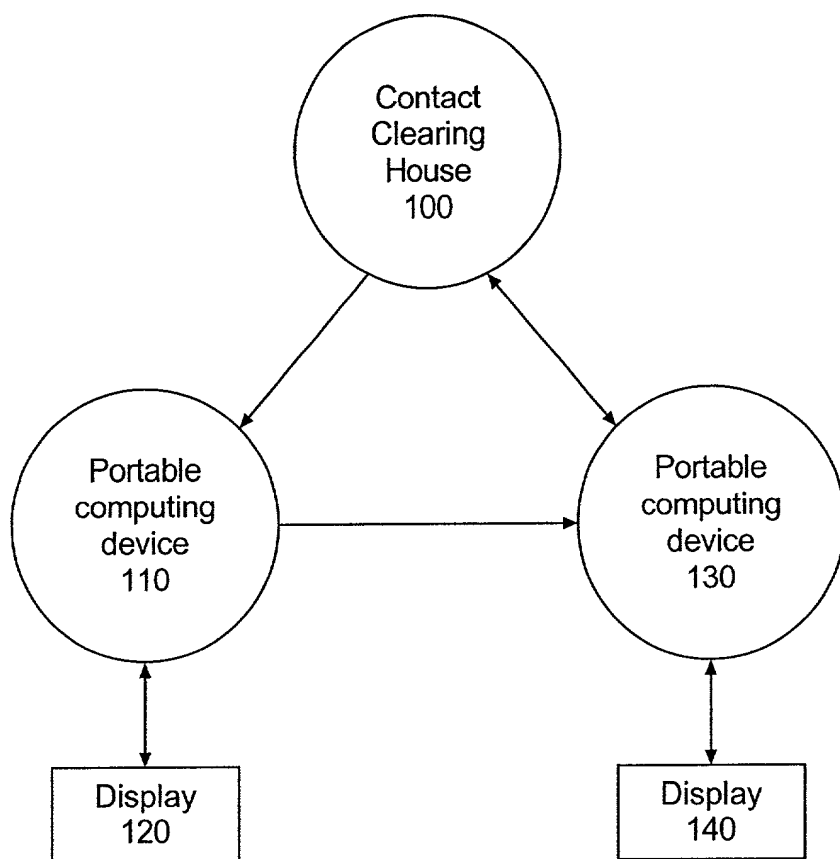 Contact
Clearing
House
100
Portable
computing
device
110
Portable
computing
device
130
Display
120
Display
140